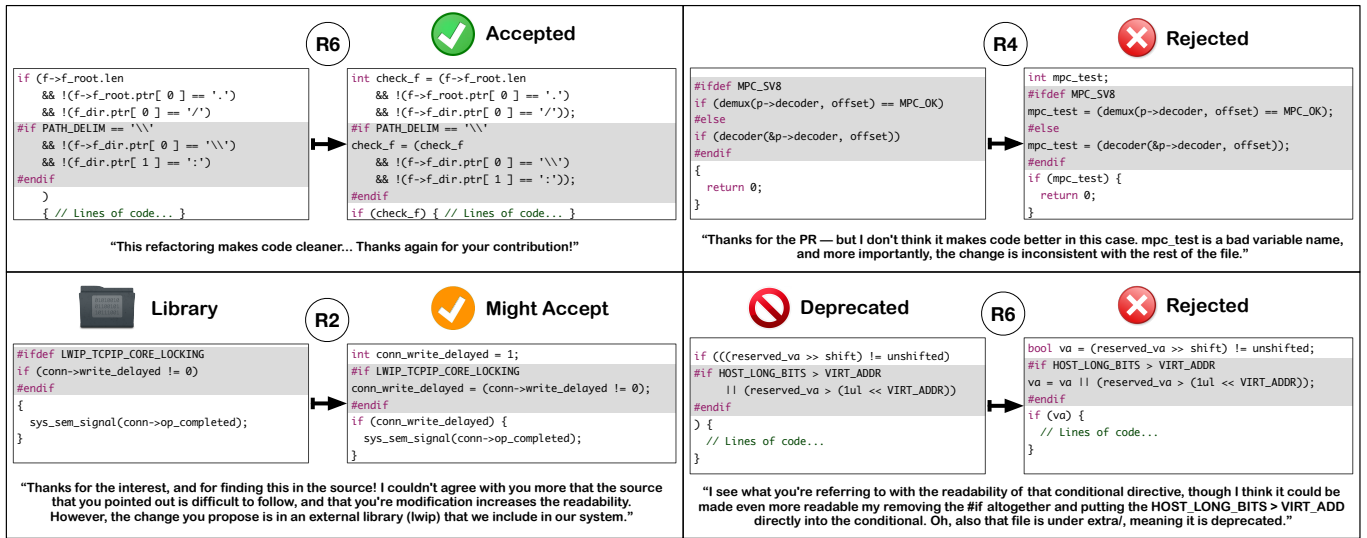 R6
Accepted
if (f->f_root.len
&& !(f->f_root.ptr[ 0 ] == '.')
&& !(f_dir.ptr[ 0 ] == '/')
#if PATH_DELIM == '\\'
&& !(f->f_dir.ptr[ 0 ] == '\\')
&& !(f_dir.ptr[ 1 ] == ':')
#endif
)
{ // Lines of code... }
int check_f = (f->f_root.len
&& !(f->f_root.ptr[ 0 ] == '.')
&& !(f_dir.ptr[ 0 ] == '/'));
#if PATH_DELIM == '\\'
check_f = (check_f
&& !(f->f_dir.ptr[ 0 ] == '\\')
&& !(f->f_dir.ptr[ 1 ] == ':'));
#endif
if (check_f) { // Lines of code... }
“This refactoring makes code cleaner... Thanks again for your contribution!”
R4
Rejected
#ifdef MPC_SV8
if (demux(p->decoder, offset) == MPC_OK)
#else
if (decoder(&p->decoder, offset))
#endif
{
return 0;
}
int mpc_test;
#ifdef MPC_SV8
mpc_test = (demux(p->decoder, offset) == MPC_OK);
#else
mpc_test = (decoder(&p->decoder, offset));
#endif
if (mpc_test) {
return 0;
}
“Thanks for the PR — but I don't think it makes code better in this case. mpc_test is a bad variable name,
and more importantly, the change is inconsistent with the rest of the file.”
Library
R2
Might Accept
#ifdef LWIP_TCPIP_CORE_LOCKING
if (conn->write_delayed != 0)
#endif
{
sys_sem_signal(conn->op_completed);
}
int conn_write_delayed = 1;
#if LWIP_TCPIP_CORE_LOCKING
conn_write_delayed = (conn->write_delayed != 0);
#endif
if (conn_write_delayed) {
sys_sem_signal(conn->op_completed);
}
“Thanks for the interest, and for finding this in the source! I couldn't agree with you more that the source
that you pointed out is difficult to follow, and that you're modification increases the readability.
However, the change you propose is in an external library (lwip) that we include in our system.”
Deprecated
R6
Rejected
if (((reserved_va >> shift) != unshifted)
#if HOST_LONG_BITS > VIRT_ADDR
|| (reserved_va > (1ul << VIRT_ADDR))
#endif
) {
// Lines of code...
}
bool va = (reserved_va >> shift) != unshifted;
#if HOST_LONG_BITS > VIRT_ADDR
va = va || (reserved_va > (1ul << VIRT_ADDR));
#endif
if (va) {
// Lines of code...
}
“I see what you're referring to with the readability of that conditional directive, though I think it could be
made even more readable my removing the #if altogether and putting the HOST_LONG_BITS > VIRT_ADD
directly into the conditional. Oh, also that file is under extra/, meaning it is deprecated.”